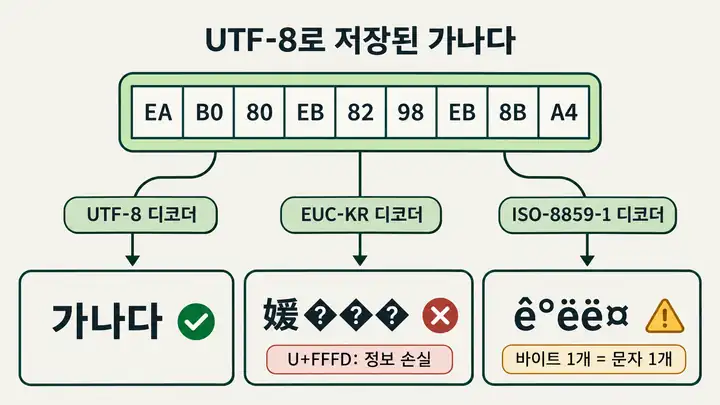 UTF-8로 저장된 가나다
EA B0 80 EB 82 98 EB 8B A4
UTF-8 디코더
EUC-KR 디코더
ISO-8859-1 디코더
가나다
媛���
ê°ëë¤
U+FFFD: 정보 손실
바이트 1개 = 문자 1개